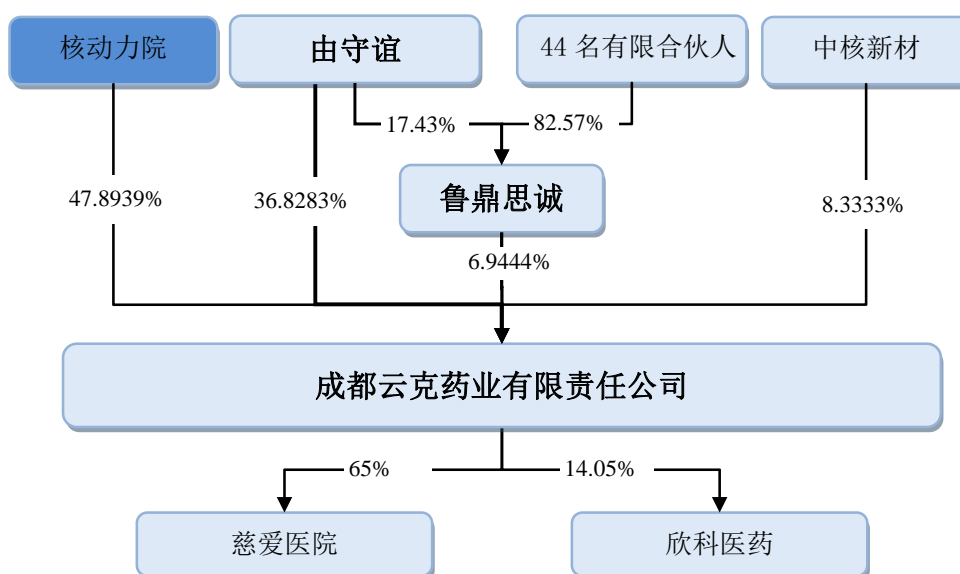 核动力院
由守谊
44 名有限合伙人
中核新材
17.43%
82.57%
47.8939%
36.8283%
鲁鼎思诚
8.3333%
6.9444%
成都云克药业有限责任公司
65%
14.05%
慈爱医院
欣科医药